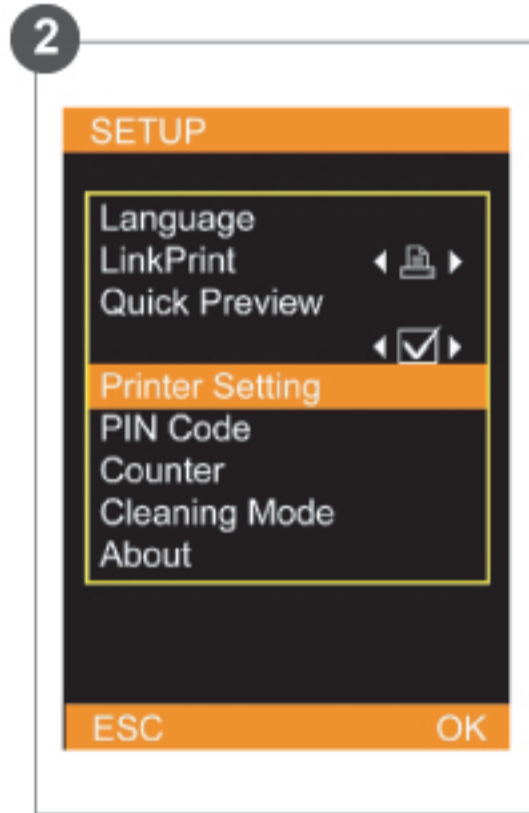 2
SETUP
Language
LinkPrint
Quick Preview
Printer Setting
PIN Code
Counter
Cleaning Mode
About
ESC OK